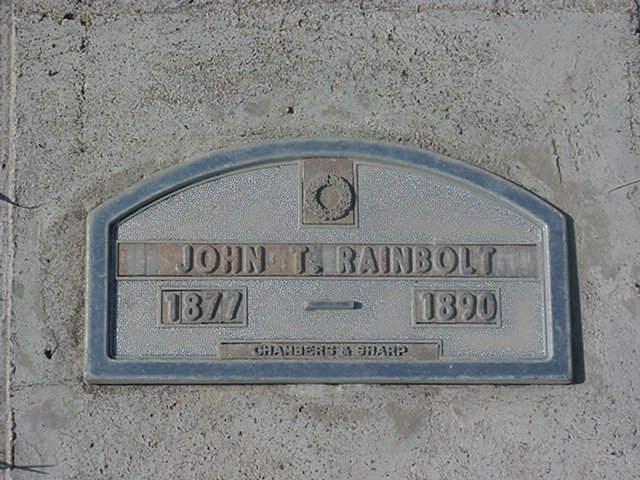 JOHN T. RAINBOLT
1877 - 1890
CHAMBERS & SHARP